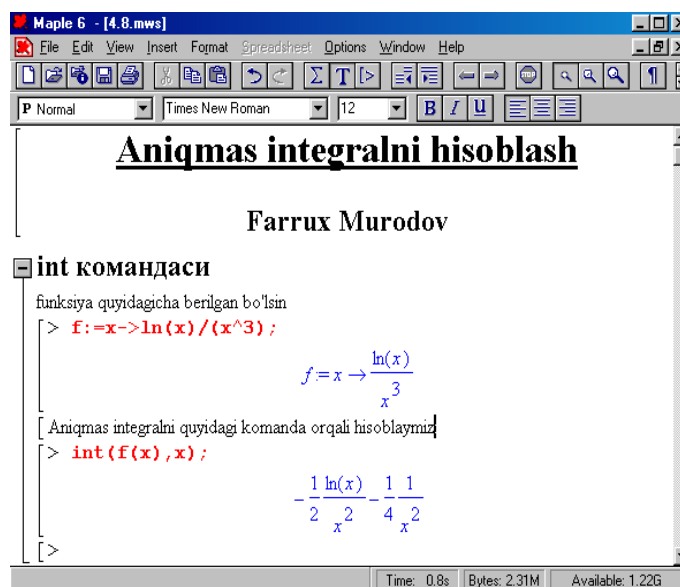 Maple 6 - [4.8.mws]
File Edit View Insert Format Spreadsheet Options Window Help
P Normal Times New Roman 12 B I U
Aniqmas integralni hisoblash
Farrux Murodov
int командаси
funksiya quyidagicha berilgan bo'lsin
> f:=x->ln(x)/(x^3);
f := x → ln(x)/x^3
Aniqmas integralni quyidagi komanda orqali hisoblaymiz
> int(f(x),x);
- 1/2 ln(x)/x^2 - 1/4 1/x^2
>
Time: 0.8s Bytes: 2.31M Available: 1.22G